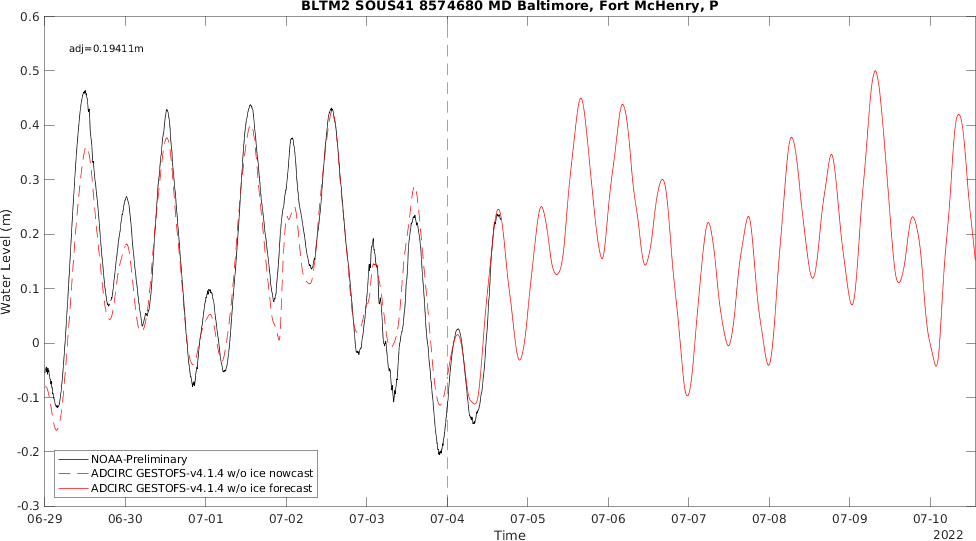 BLTM2 SOUS41 8574680 MD Baltimore, Fort McHenry, P
adj=0.19411m
0.6
0.5
0.4
0.3
0.2
0.1
0
-0.1
-0.2
-0.3
Water Level (m)
NOAA-Preliminary
ADCIRC GESTOFS-v4.1.4 w/o ice nowcast
ADCIRC GESTOFS-v4.1.4 w/o ice forecast
06-29 06-30 07-01 07-02 07-03 07-04 07-05 07-06 07-07 07-08 07-09 07-10
Time
2022